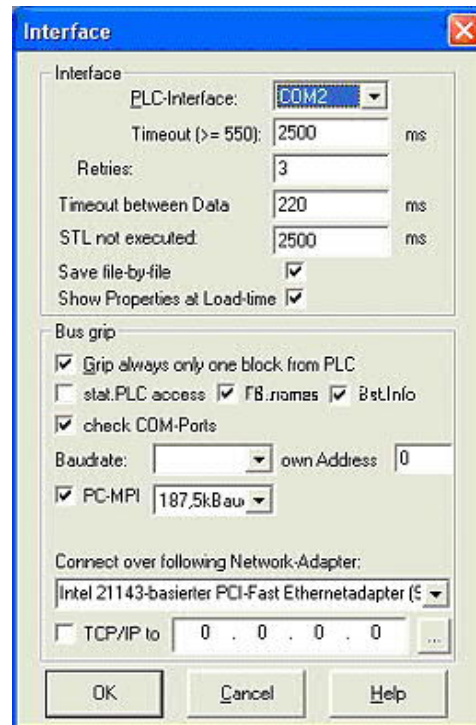 Interface
Interface
PLC-Interface: COM2
Timeout (>= 550): 2500 ms
Retries: 3
Timeout between Data 220 ms
STL not executed: 2500 ms
Save file-by-file
Show Properties at Load-time
Bus grip
Grip always only one block from PLC
stat.PLC access FB.names Bst.Info
check COM-Ports
Baudrate: own Address 0
PC-MPI 187,5kBau
Connect over following Network-Adapter:
Intel 21143-basierter PCI-Fast Ethernetadapter (
TCP/IP to 0 . 0 . 0 . 0 ...
OK Cancel Help